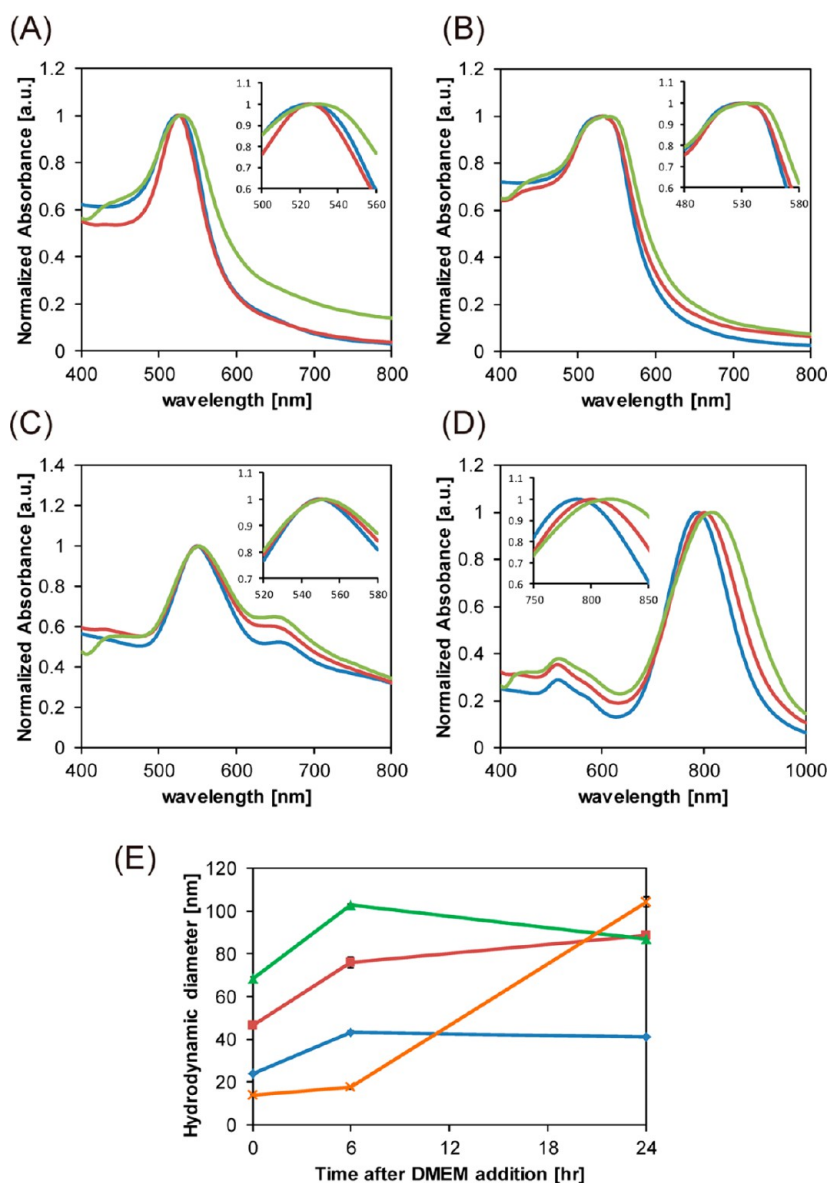 (A)
Normalized Absorbance [a.u.]
1.2
1
0.8
0.6
0.4
0.2
0
400 500 600 700 800
wavelength [nm]
1.1
1
0.9
0.8
0.7
0.6
500 520 540 560
(B)
Normalized Absorbance [a.u.]
1.2
1
0.8
0.6
0.4
0.2
0
400 500 600 700 800
wavelength [nm]
1.1
1
0.9
0.8
0.7
0.6
480 530 580
(C)
Normalized Absorbance [a.u.]
1.4
1.2
1
0.8
0.6
0.4
0.2
0
400 500 600 700 800
wavelength [nm]
1.1
1
0.9
0.8
0.7
520 540 560 580
(D)
Normalized Absobance [a.u.]
1.2
1
0.8
0.6
0.4
0.2
0
400 600 800 1000
wavelength [nm]
1.1
1
0.9
0.8
0.7
0.6
750 800 850
(E)
Hydrodynamic diameter [nm]
120
100
80
60
40
20
0
0 6 12 18 24
Time after DMEM addition [hr]